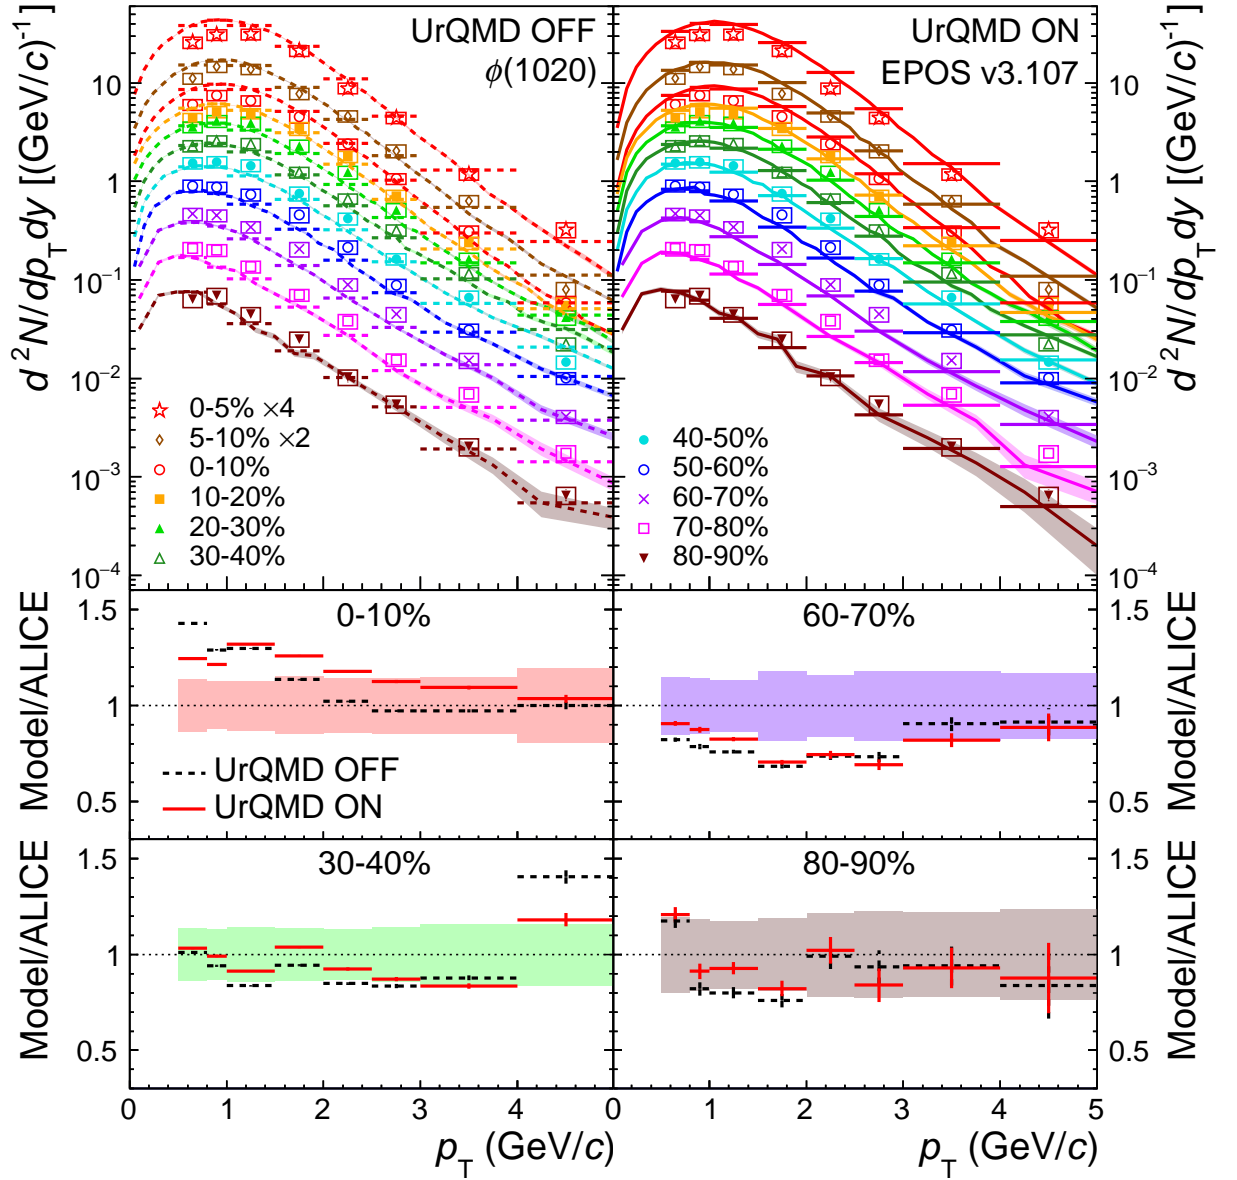 d²N/dp_T dy [(GeV/c)⁻¹]
UrQMD OFF
ϕ(1020)
UrQMD ON
EPOS v3.107
d²N/dp_T dy [(GeV/c)⁻¹]
10
1
10⁻¹
10⁻²
10⁻³
10⁻⁴
10
1
10⁻¹
10⁻²
10⁻³
10⁻⁴
0-5% ×4
5-10% ×2
0-10%
10-20%
20-30%
30-40%
40-50%
50-60%
60-70%
70-80%
80-90%
Model/ALICE
1.5
1
0.5
0-10%
UrQMD OFF
UrQMD ON
60-70%
1.5
1
0.5
Model/ALICE
Model/ALICE
1.5
1
0.5
30-40%
80-90%
1.5
1
0.5
Model/ALICE
0 1 2 3 4 0 1 2 3 4 5
p_T (GeV/c)
p_T (GeV/c)